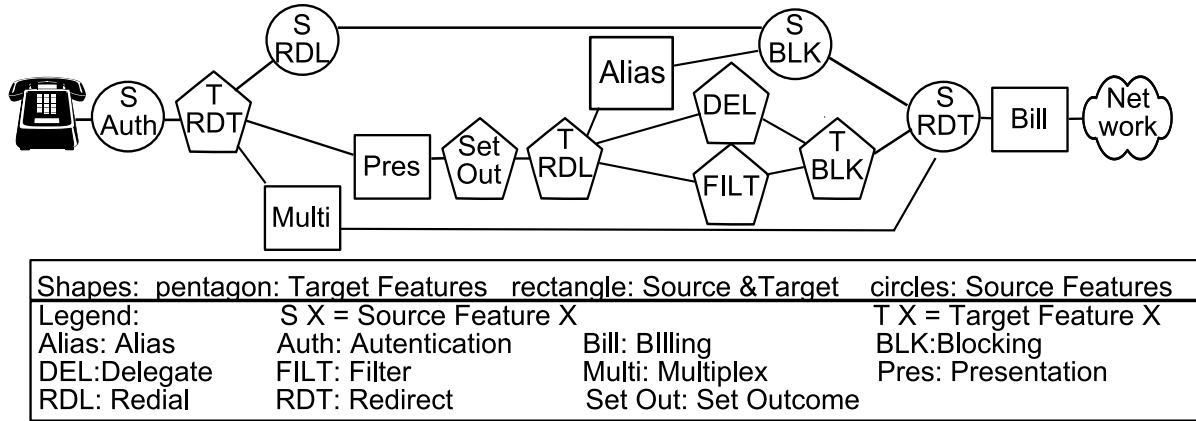 S
RDL
S
BLK
Alias
S
Auth
T
RDT
DEL
S
RDT
Bill
Net
work
Pres
Set
Out
T
RDL
T
BLK
FILT
Multi
Shapes: pentagon: Target Features rectangle: Source &Target circles: Source Features
Legend: S X = Source Feature X T X = Target Feature X
Alias: Alias Auth: Autentication Bill: BIlling BLK:Blocking
DEL:Delegate FILT: Filter Multi: Multiplex Pres: Presentation
RDL: Redial RDT: Redirect Set Out: Set Outcome